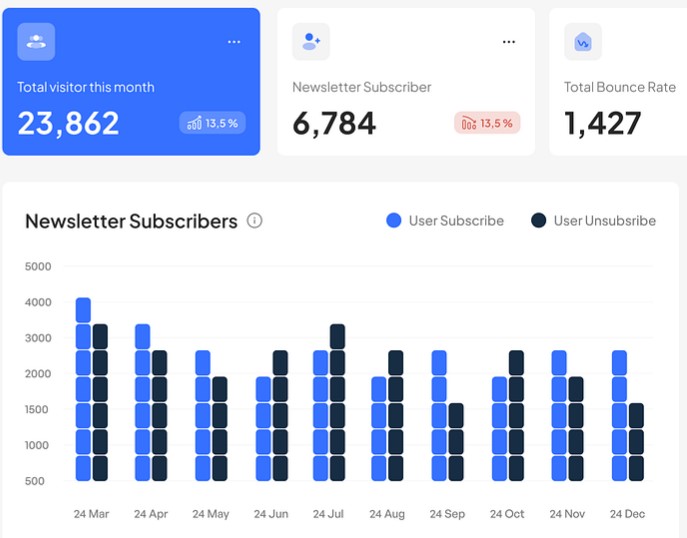 Total visitor this month
23,862
13,5 %
Newsletter Subscriber
6,784
13,5 %
Total Bounce Rate
1,427
Newsletter Subscribers
User Subscribe
User Unsubsribe
5000
4000
3000
2000
1500
1000
500
24 Mar
24 Apr
24 May
24 Jun
24 Jul
24 Aug
24 Sep
24 Oct
24 Nov
24 Dec